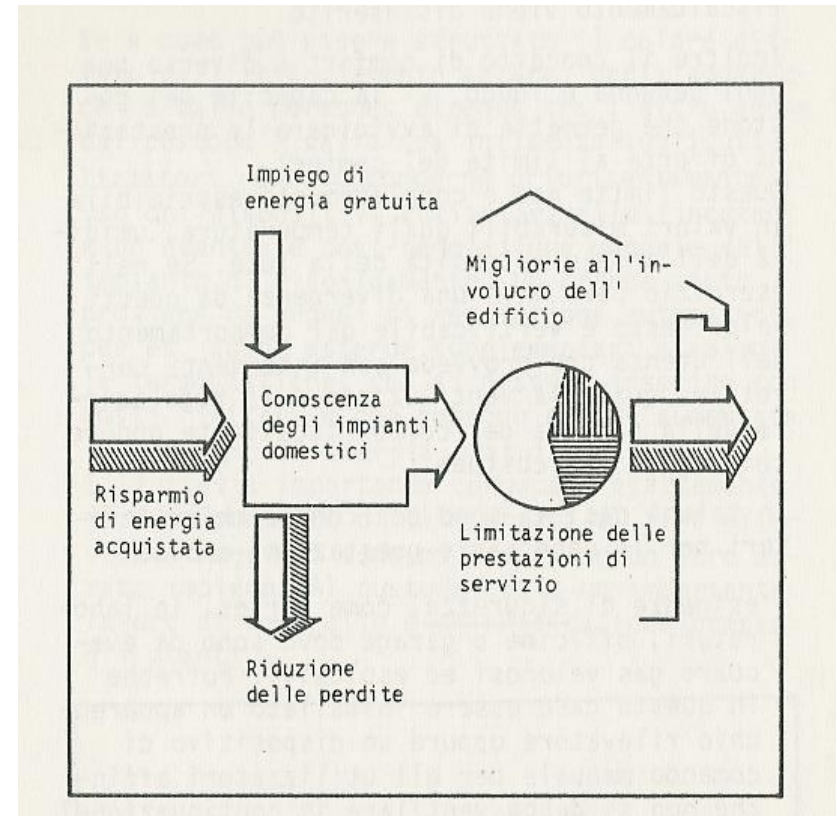 Impiego di
energia gratuita
Migliorie all'in-
volucro dell'
edificio
Conoscenza
degli impianti
domestici
Risparmio
di energia
acquistata
Limitazione delle
prestazioni di
servizio
Riduzione
delle perdite